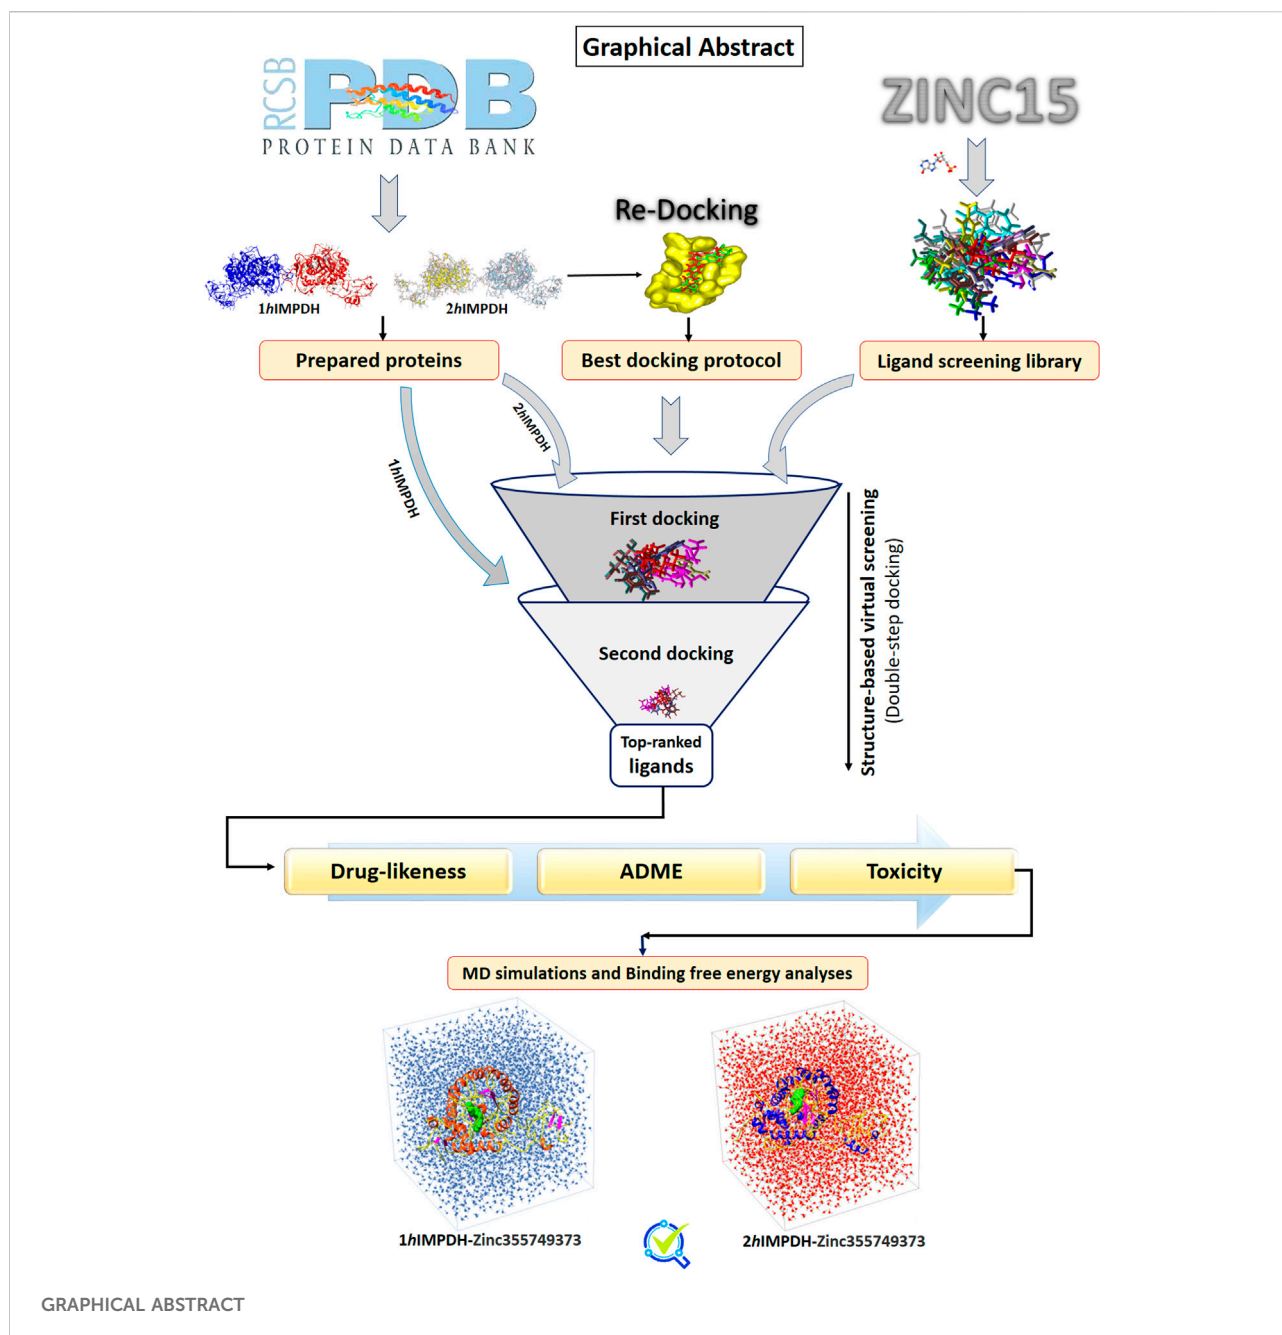 Graphical Abstract
RCSB
PDB
PROTEIN DATA BANK
ZINC15
Re-Docking
1hIMPDH
2hIMPDH
Prepared proteins
Best docking protocol
Ligand screening library
2hIMPDH
1hIMPDH
First docking
Second docking
Top-ranked
ligands
Structure-based virtual screening
(Double-step docking)
Drug-likeness
ADME
Toxicity
MD simulations and Binding free energy analyses
1hIMPDH-Zinc355749373
2hIMPDH-Zinc355749373
GRAPHICAL ABSTRACT